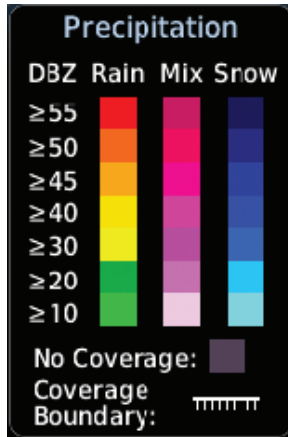 Precipitation
DBZ Rain Mix Snow
≥55
≥50
≥45
≥40
≥30
≥20
≥10
No Coverage:
Coverage
Boundary: